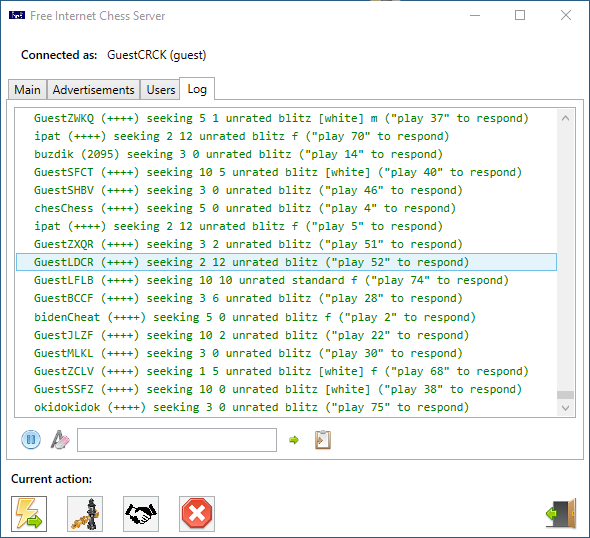 Free Internet Chess Server
Connected as: GuestCRCK (guest)
Main Advertisements Users Log
GuestZWKQ (++++) seeking 5 1 unrated blitz [white] m ("play 37" to respond)
ipat (++++) seeking 2 12 unrated blitz f ("play 70" to respond)
buzdik (2095) seeking 3 0 unrated blitz ("play 14" to respond)
GuestSFCT (++++) seeking 10 5 unrated blitz [white] ("play 40" to respond)
GuestSHBV (++++) seeking 3 0 unrated blitz ("play 46" to respond)
chesChess (++++) seeking 5 0 unrated blitz ("play 4" to respond)
ipat (++++) seeking 2 12 unrated blitz f ("play 5" to respond)
GuestZXQR (++++) seeking 3 2 unrated blitz ("play 51" to respond)
GuestLDCR (++++) seeking 2 12 unrated blitz ("play 52" to respond)
GuestLFLB (++++) seeking 10 10 unrated standard f ("play 74" to respond)
GuestBCCF (++++) seeking 3 6 unrated blitz ("play 28" to respond)
bidenCheat (++++) seeking 5 0 unrated blitz f ("play 2" to respond)
GuestJLZF (++++) seeking 10 2 unrated blitz ("play 22" to respond)
GuestMLKL (++++) seeking 3 0 unrated blitz ("play 30" to respond)
GuestZCLV (++++) seeking 1 5 unrated blitz [white] f ("play 68" to respond)
GuestSSFZ (++++) seeking 10 0 unrated blitz [white] ("play 38" to respond)
okidokidok (++++) seeking 3 0 unrated blitz ("play 75" to respond)
Current action: